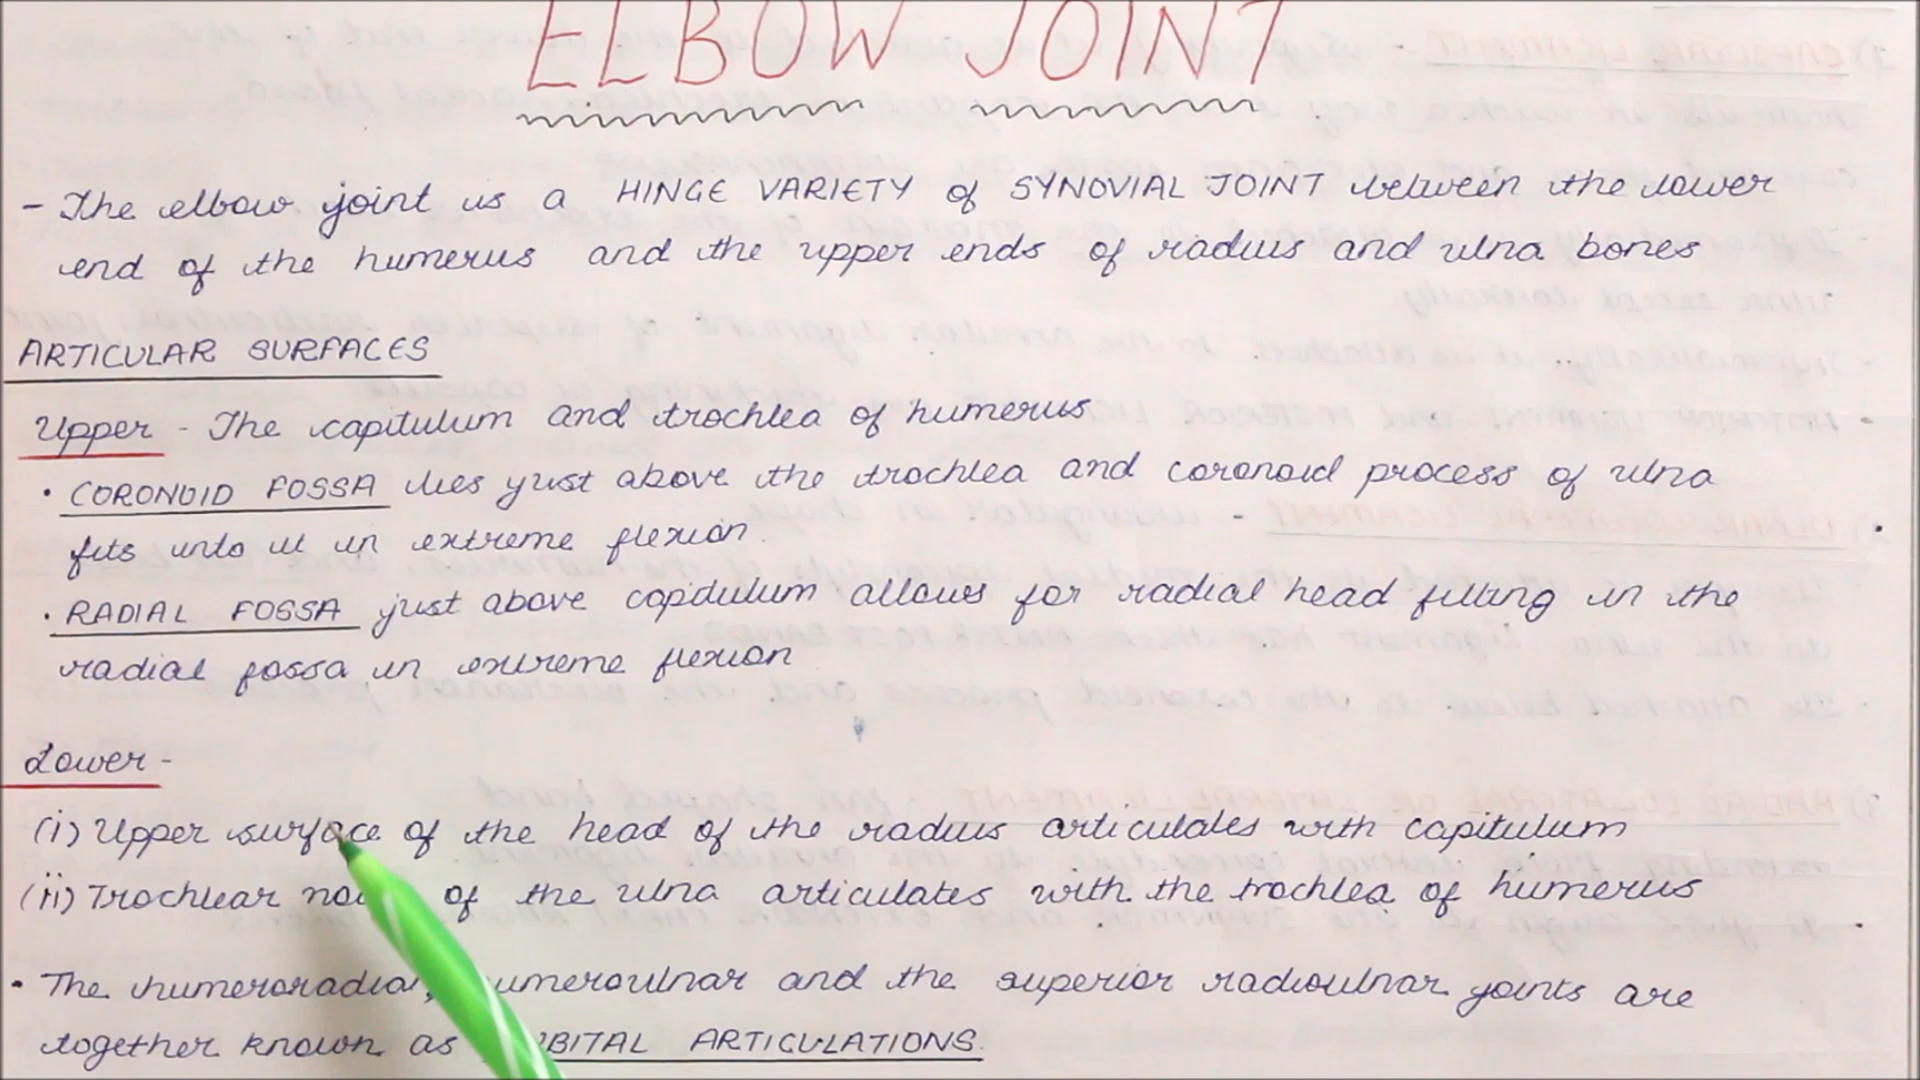 ELBOW JOINT
- The elbow joint is a HINGE VARIETY of SYNOVIAL JOINT between the lower
end of the humerus and the upper ends of radius and ulna bones
ARTICULAR SURFACES
Upper - The capitulum and trochlea of humerus
• CORONOID FOSSA lies just above the trochlea and coronoid process of ulna
fits into it in extreme flexion.
• RADIAL FOSSA just above capitulum allows for radial head fitting in the
radial fossa in extreme flexion
Lower -
(i) Upper surface of the head of the radius articulates with capitulum
(ii) Trochlear of the ulna articulates with the trochlea of humerus
• The humeroradial, umeroulnar and the superior radioulnar joints are
together known as BITAL ARTICULATIONS.